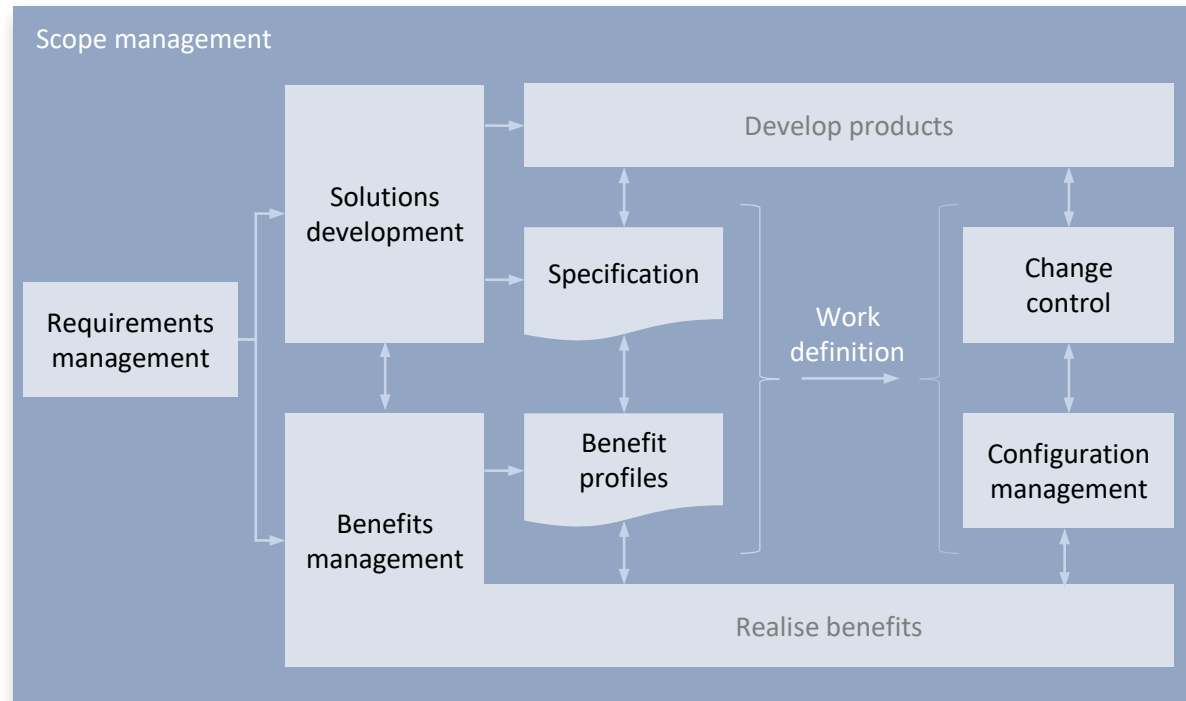 Scope management
Develop products
Solutions
development
Specification
Change
control
Requirements
management
Work
definition
Benefit
profiles
Configuration
management
Benefits
management
Realise benefits